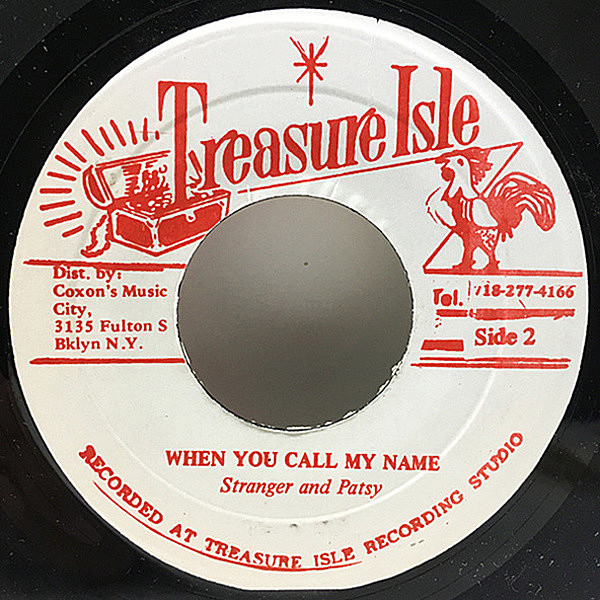 Treasure Isle
Dist. by:
Coxon's Music
City,
3135 Fulton S
Bklyn N.Y.
Tel. 718-277-4166
Side 2
WHEN YOU CALL MY NAME
Stranger and Patsy
RECORDED AT TREASURE ISLE RECORDING STUDIO